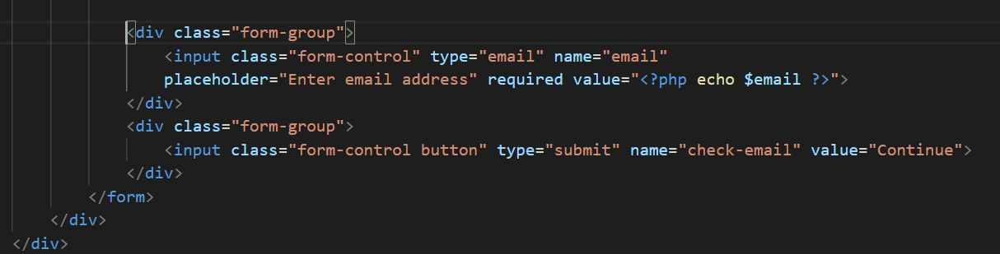 <div class="form-group">
<input class="form-control" type="email" name="email"
placeholder="Enter email address" required value="<?php echo $email ?>">
</div>
<div class="form-group">
<input class="form-control button" type="submit" name="check-email" value="Continue">
</div>
</form>
</div>
</div>